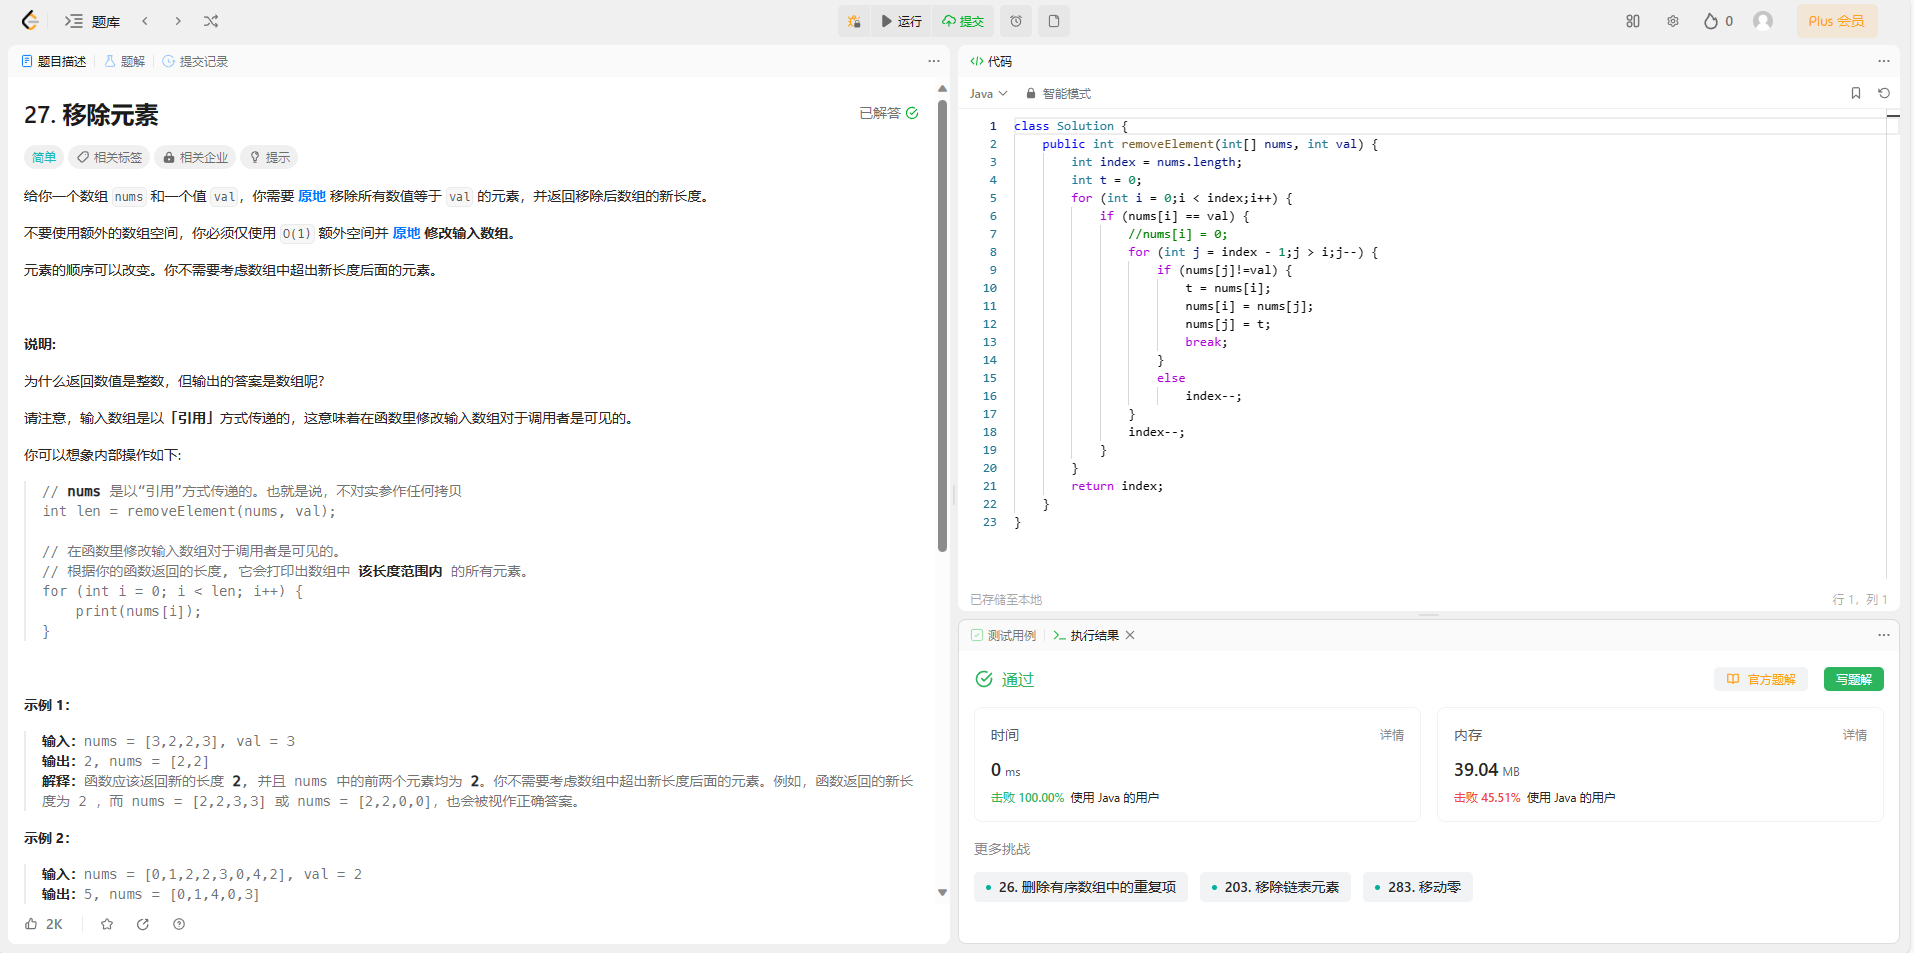 题库
运行
提交
0
Plus 会员
题目描述
题解
提交记录
27. 移除元素
已解答
简单
相关标签
相关企业
提示
给你一个数组 nums 和一个值 val，你需要 原地 移除所有数值等于 val 的元素，并返回移除后数组的新长度。
不要使用额外的数组空间，你必须仅使用 O(1) 额外空间并 原地 修改输入数组。
元素的顺序可以改变。你不需要考虑数组中超出新长度后面的元素。
说明:
为什么返回数值是整数，但输出的答案是数组呢?
请注意，输入数组是以「引用」方式传递的，这意味着在函数里修改输入数组对于调用者是可见的。
你可以想象内部操作如下:
// nums 是以“引用”方式传递的。也就是说，不对实参作任何拷贝
int len = removeElement(nums, val);
// 在函数里修改输入数组对于调用者是可见的。
// 根据你的函数返回的长度, 它会打印出数组中 该长度范围内 的所有元素。
for (int i = 0; i < len; i++) {
    print(nums[i]);
}
示例 1：
输入：nums = [3,2,2,3], val = 3
输出：2, nums = [2,2]
解释：函数应该返回新的长度 2, 并且 nums 中的前两个元素均为 2。你不需要考虑数组中超出新长度后面的元素。例如，函数返回的新长
度为 2 ，而 nums = [2,2,3,3] 或 nums = [2,2,0,0]，也会被视作正确答案。
示例 2：
输入：nums = [0,1,2,2,3,0,4,2], val = 2
输出：5, nums = [0,1,4,0,3]
2K
代码
Java
智能模式
1 class Solution {
2     public int removeElement(int[] nums, int val) {
3         int index = nums.length;
4         int t = 0;
5         for (int i = 0;i < index;i++) {
6             if (nums[i] == val) {
7                 //nums[i] = 0;
8                 for (int j = index - 1;j > i;j--) {
9                     if (nums[j]!=val) {
10                         t = nums[i];
11                         nums[i] = nums[j];
12                         nums[j] = t;
13                         break;
14                     }
15                     else
16                         index--;
17                 }
18                 index--;
19             }
20         }
21         return index;
22     }
23 }
已存储至本地
行 1，列 1
测试用例
执行结果
通过
官方题解
写题解
时间
详情
0 ms
击败 100.00% 使用 Java 的用户
内存
详情
39.04 MB
击败 45.51% 使用 Java 的用户
更多挑战
26. 删除有序数组中的重复项
203. 移除链表元素
283. 移动零